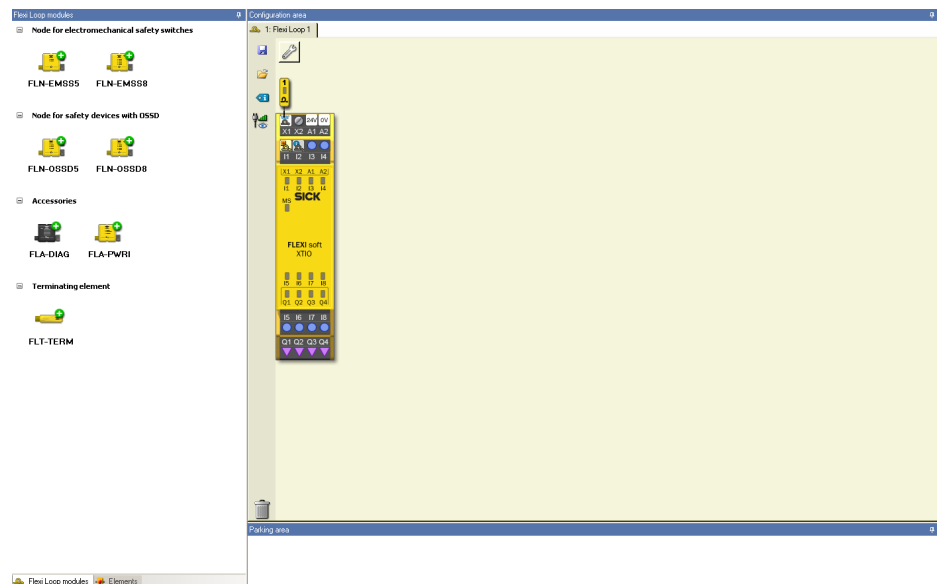 Flexi Loop modules
Node for electromechanical safety switches
FLN-EMSS5 FLN-EMSS8
Node for safety devices with OSSD
FLN-OSSD5 FLN-OSSD8
Accessories
FLA-DIAG FLA-PWRI
Terminating element
FLT-TERM
Flexi Loop modules Elements
Configuration area
1: Flexi Loop 1
1
24V 0V
X1 X2 A1 A2
I1 I2 I3 I4
X1 X2 A1 A2
I1 I2 I3 I4
MS SICK
FLEXI soft
XTIO
I5 I6 I7 I8
Q1 Q2 Q3 Q4
I5 I6 I7 I8
Q1 Q2 Q3 Q4
Parking area